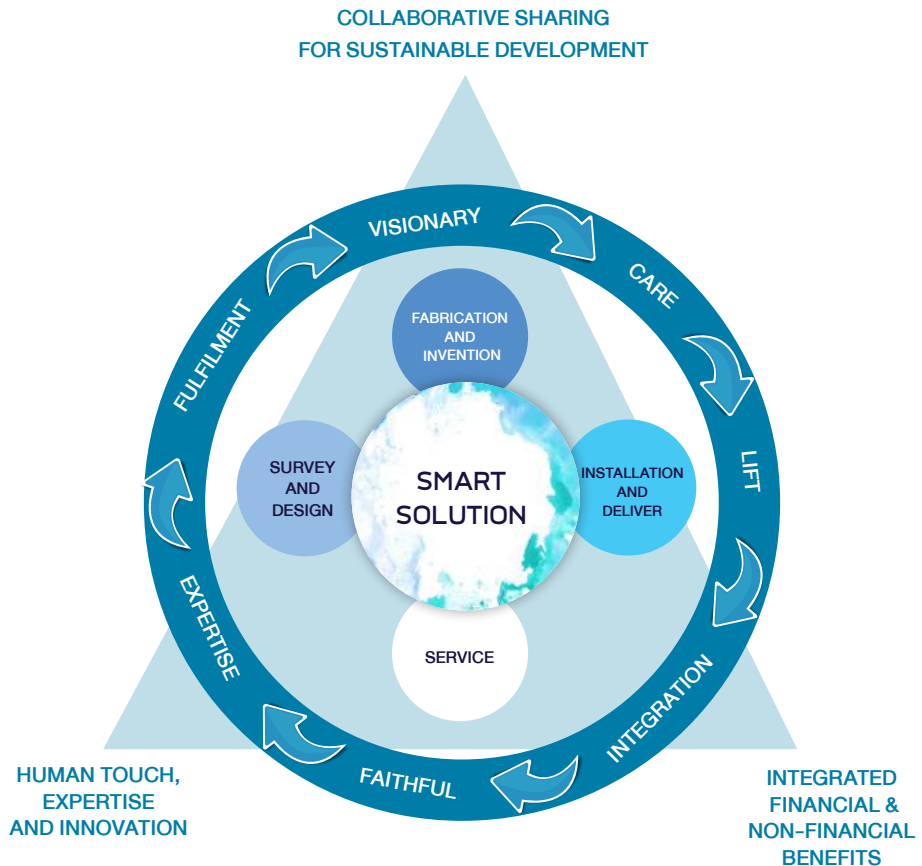 COLLABORATIVE SHARING
FOR SUSTAINABLE DEVELOPMENT
VISIONARY
CARE
LIFT
INTEGRATION
FAITHFUL
EXPERTISE
FULFILMENT
FABRICATION
AND
INVENTION
SURVEY
AND
DESIGN
SMART
SOLUTION
INSTALLATION
AND
DELIVER
SERVICE
HUMAN TOUCH,
EXPERTISE
AND INNOVATION
INTEGRATED
FINANCIAL &
NON-FINANCIAL
BENEFITS